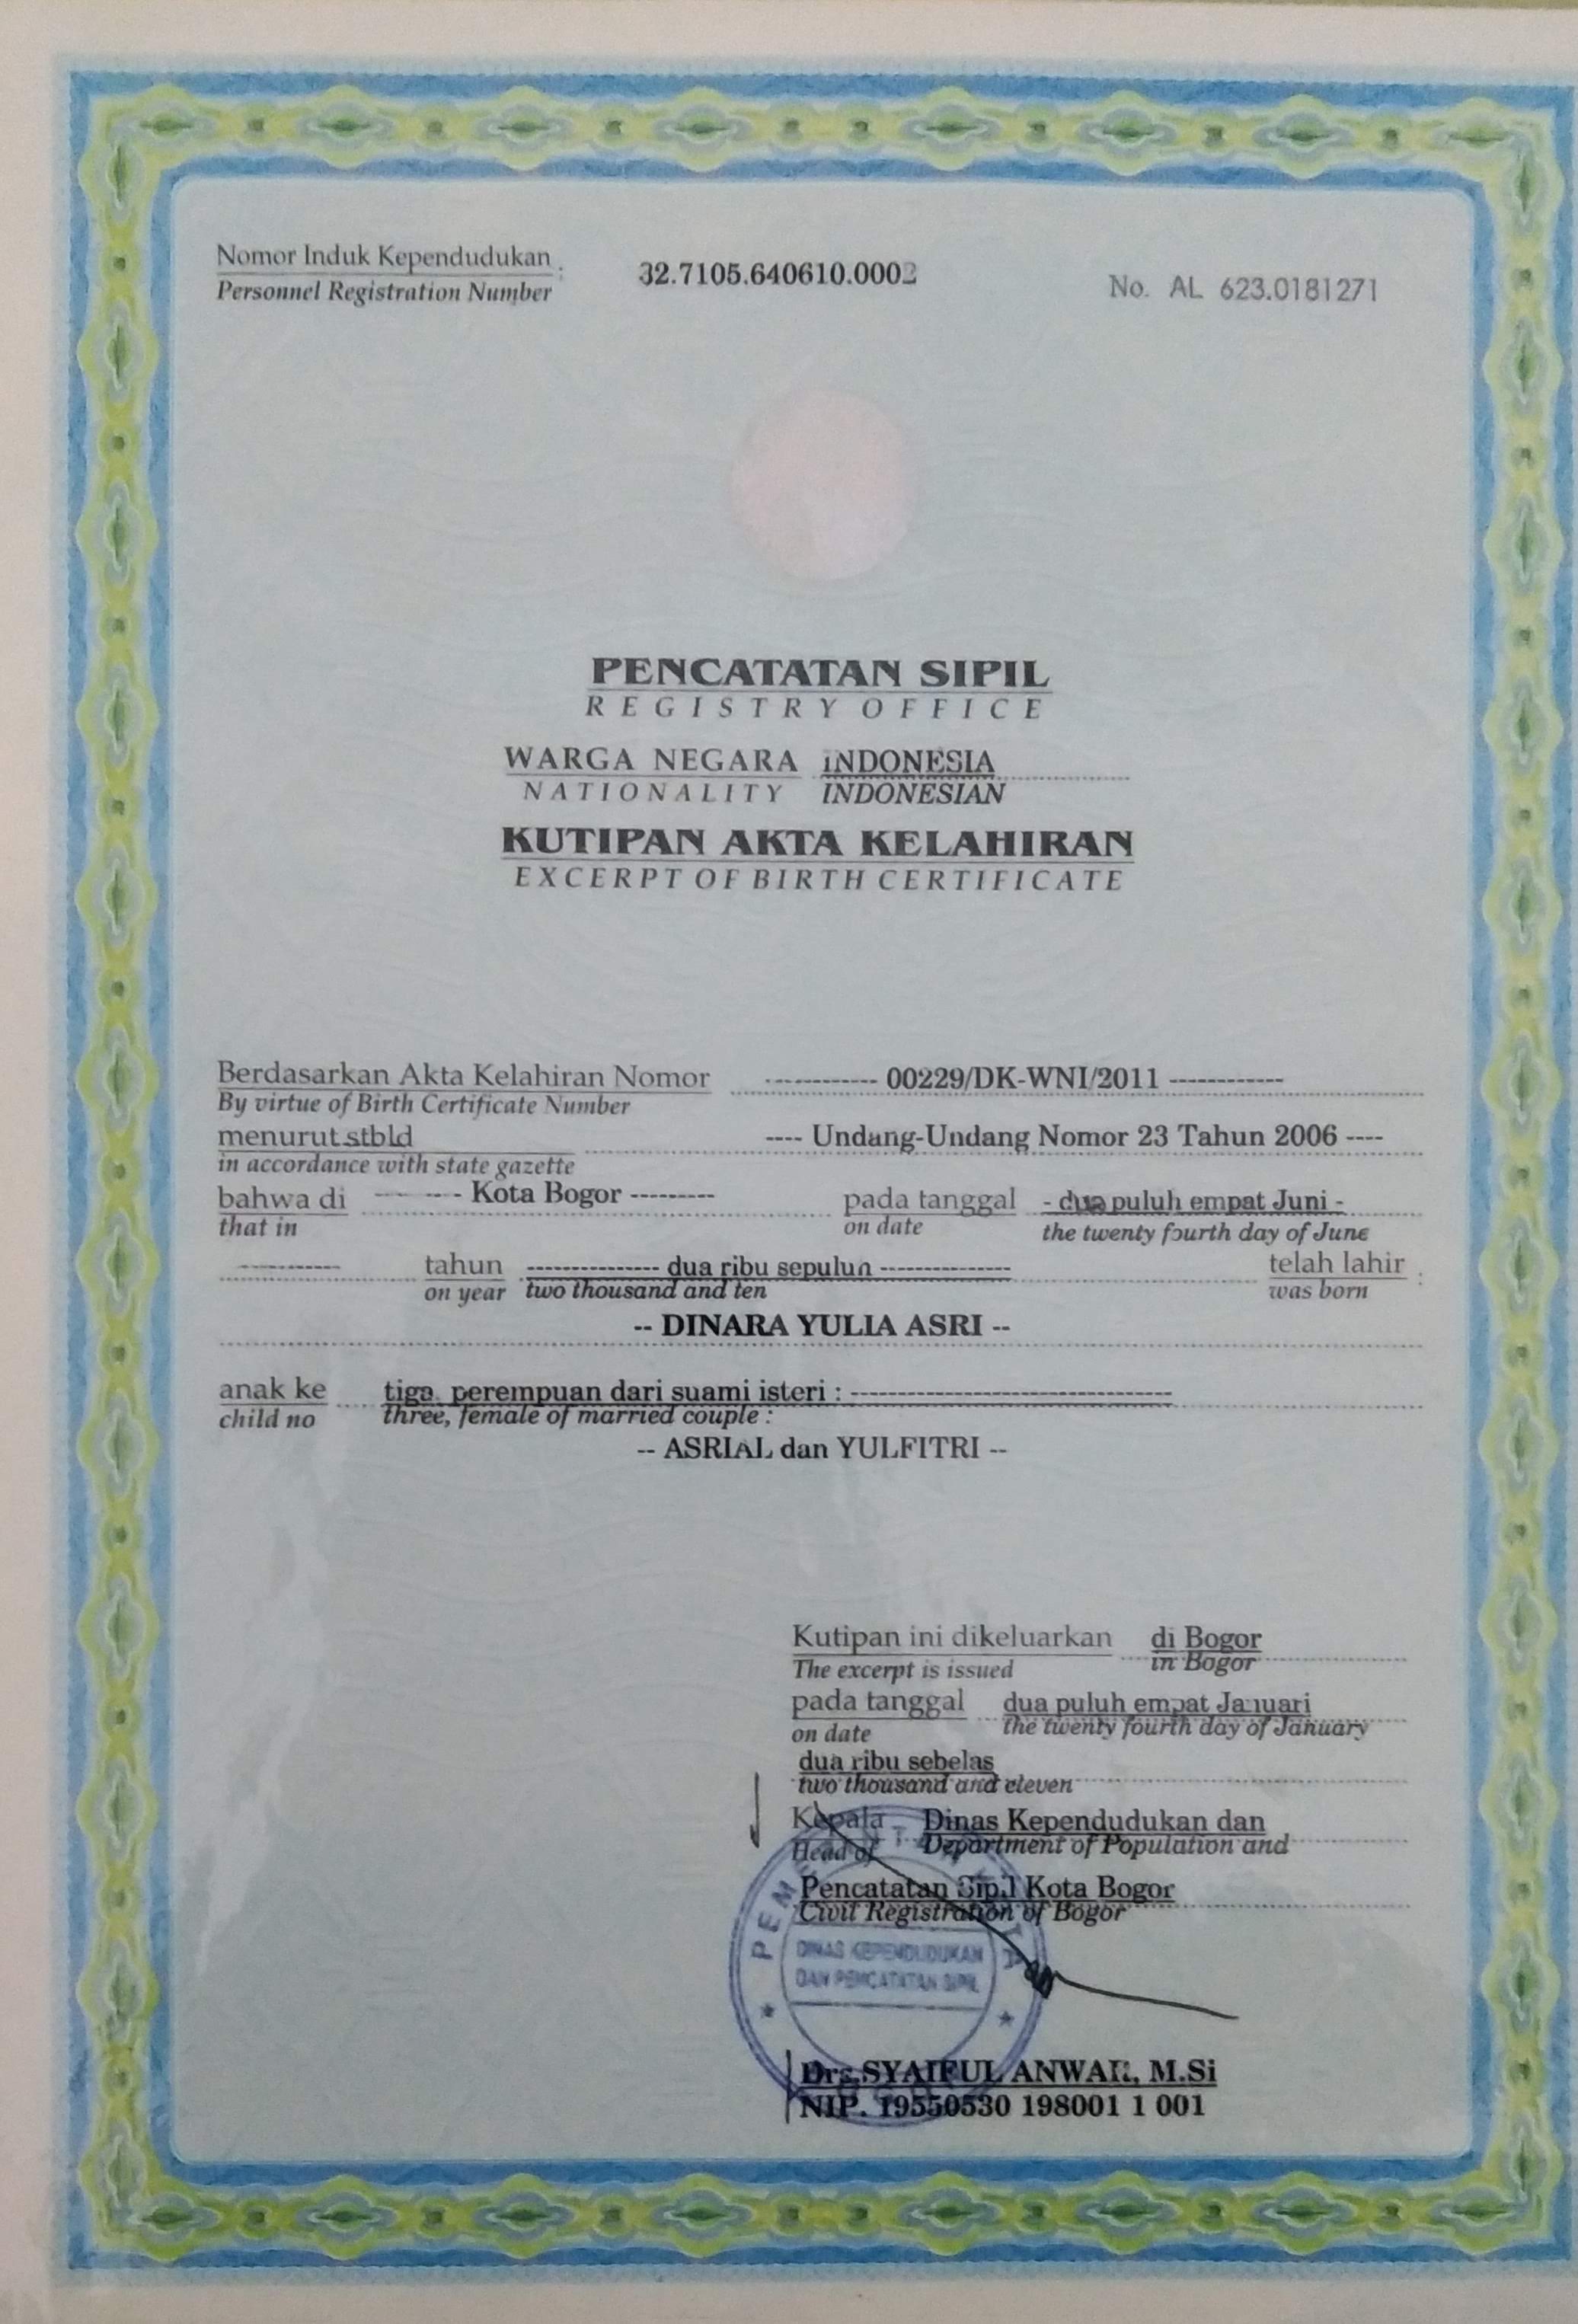 Nomor Induk Kependudukan : 32.7105.640610.0002
Personnel Registration Number
No. AL 623.0181271
PENCATATAN SIPIL
REGISTRY OFFICE
WARGA NEGARA INDONESIA
NATIONALITY INDONESIAN
KUTIPAN AKTA KELAHIRAN
EXCERPT OF BIRTH CERTIFICATE
Berdasarkan Akta Kelahiran Nomor ------------ 00229/DK-WNI/2011 ------------
By virtue of Birth Certificate Number
menurut stbld ---- Undang-Undang Nomor 23 Tahun 2006 ----
in accordance with state gazette
bahwa di --------- Kota Bogor --------- pada tanggal - dua puluh empat Juni -
that in on date the twenty fourth day of June
----------- tahun -------------- dua ribu sepuluh -------------- telah lahir :
on year two thousand and ten was born
-- DINARA YULIA ASRI --
anak ke tiga, perempuan dari suami isteri : ----------------------------------
child no three, female of married couple :
-- ASRIAL dan YULFITRI --
Kutipan ini dikeluarkan di Bogor
The excerpt is issued in Bogor
pada tanggal dua puluh empat Januari
on date the twenty fourth day of January
dua ribu sebelas
two thousand and eleven
Kepala Dinas Kependudukan dan
Head of Department of Population and
Pencatatan Sipil Kota Bogor
Civil Registration of Bogor
DINAS KEPENDUDUKAN
DAN PENCATATAN SIPIL
Drs.SYAIFUL ANWAR, M.Si
NIP. 19550530 198001 1 001